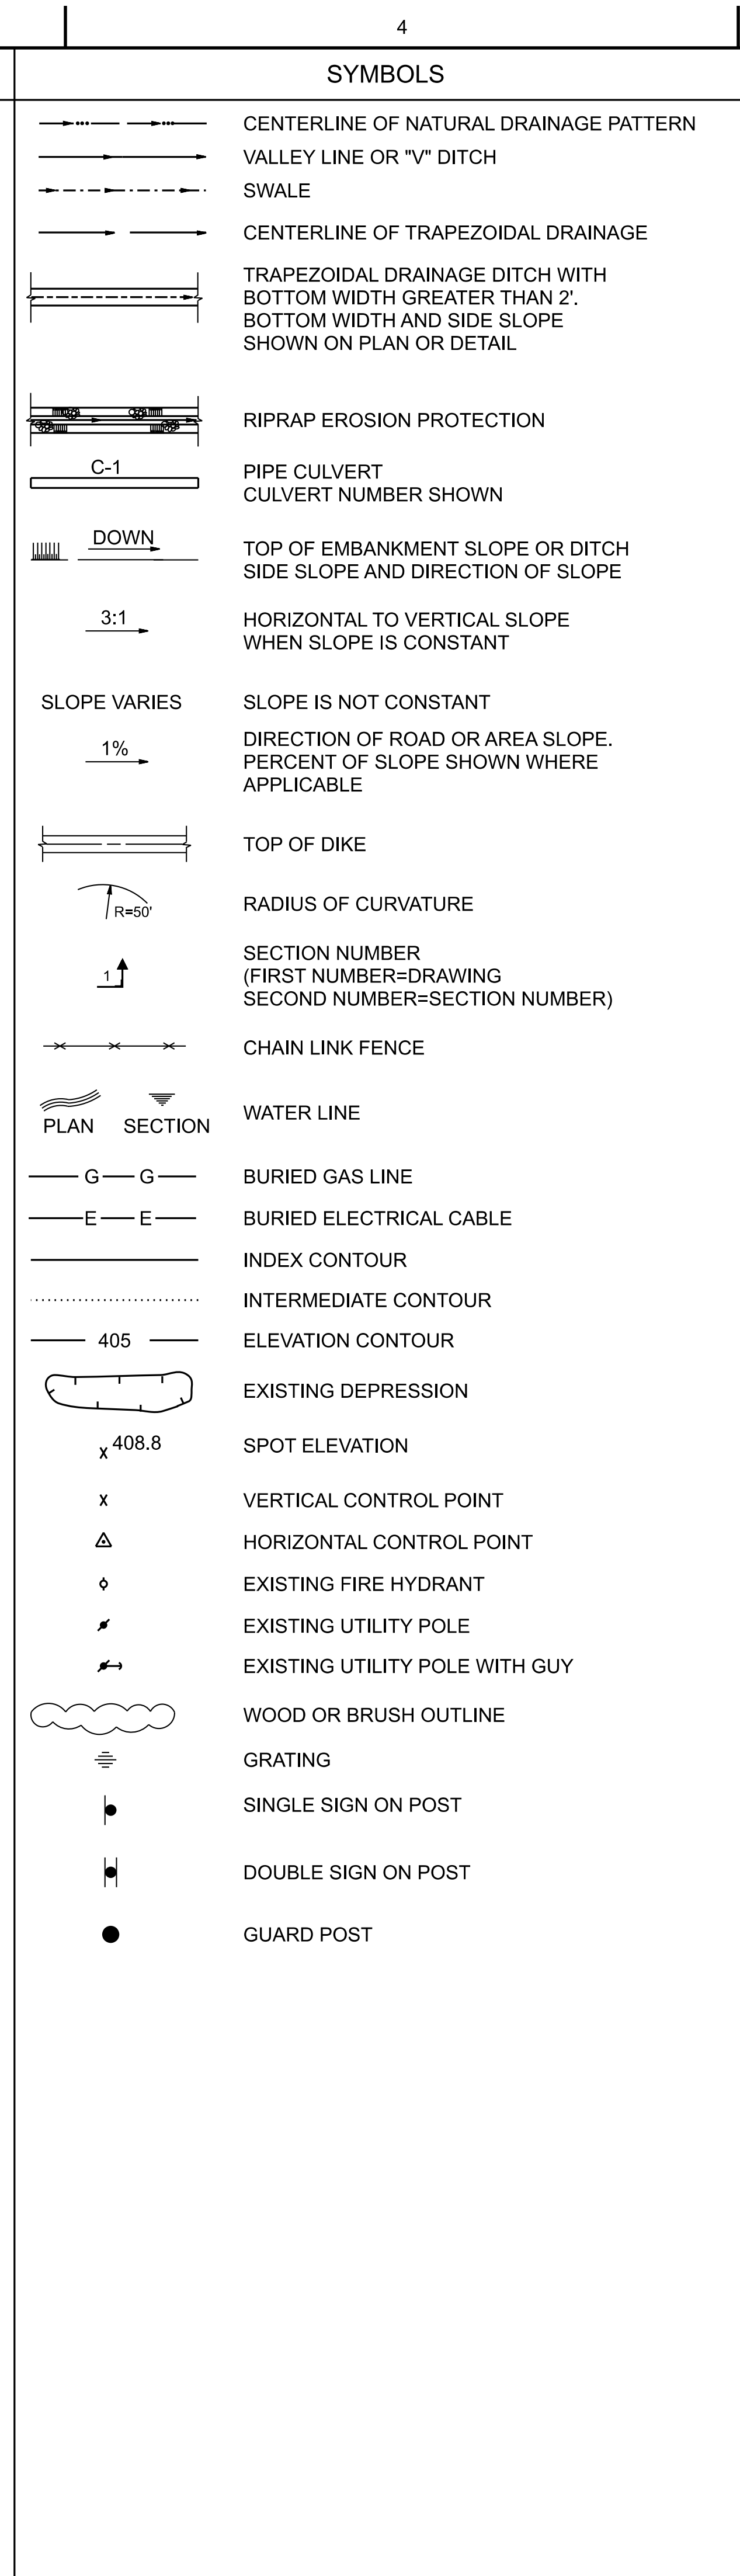 4
SYMBOLS
CENTERLINE OF NATURAL DRAINAGE PATTERN
VALLEY LINE OR "V" DITCH
SWALE
CENTERLINE OF TRAPEZOIDAL DRAINAGE
TRAPEZOIDAL DRAINAGE DITCH WITH
BOTTOM WIDTH GREATER THAN 2'.
BOTTOM WIDTH AND SIDE SLOPE
SHOWN ON PLAN OR DETAIL
RIPRAP EROSION PROTECTION
C-1
PIPE CULVERT
CULVERT NUMBER SHOWN
DOWN
TOP OF EMBANKMENT SLOPE OR DITCH
SIDE SLOPE AND DIRECTION OF SLOPE
3:1
HORIZONTAL TO VERTICAL SLOPE
WHEN SLOPE IS CONSTANT
SLOPE VARIES SLOPE IS NOT CONSTANT
1%
DIRECTION OF ROAD OR AREA SLOPE.
PERCENT OF SLOPE SHOWN WHERE
APPLICABLE
TOP OF DIKE
R=50'
RADIUS OF CURVATURE
1
SECTION NUMBER
(FIRST NUMBER=DRAWING
SECOND NUMBER=SECTION NUMBER)
CHAIN LINK FENCE
PLAN SECTION
WATER LINE
G G BURIED GAS LINE
E E BURIED ELECTRICAL CABLE
INDEX CONTOUR
INTERMEDIATE CONTOUR
405 ELEVATION CONTOUR
EXISTING DEPRESSION
x 408.8 SPOT ELEVATION
x VERTICAL CONTROL POINT
HORIZONTAL CONTROL POINT
EXISTING FIRE HYDRANT
EXISTING UTILITY POLE
EXISTING UTILITY POLE WITH GUY
WOOD OR BRUSH OUTLINE
GRATING
SINGLE SIGN ON POST
DOUBLE SIGN ON POST
GUARD POST